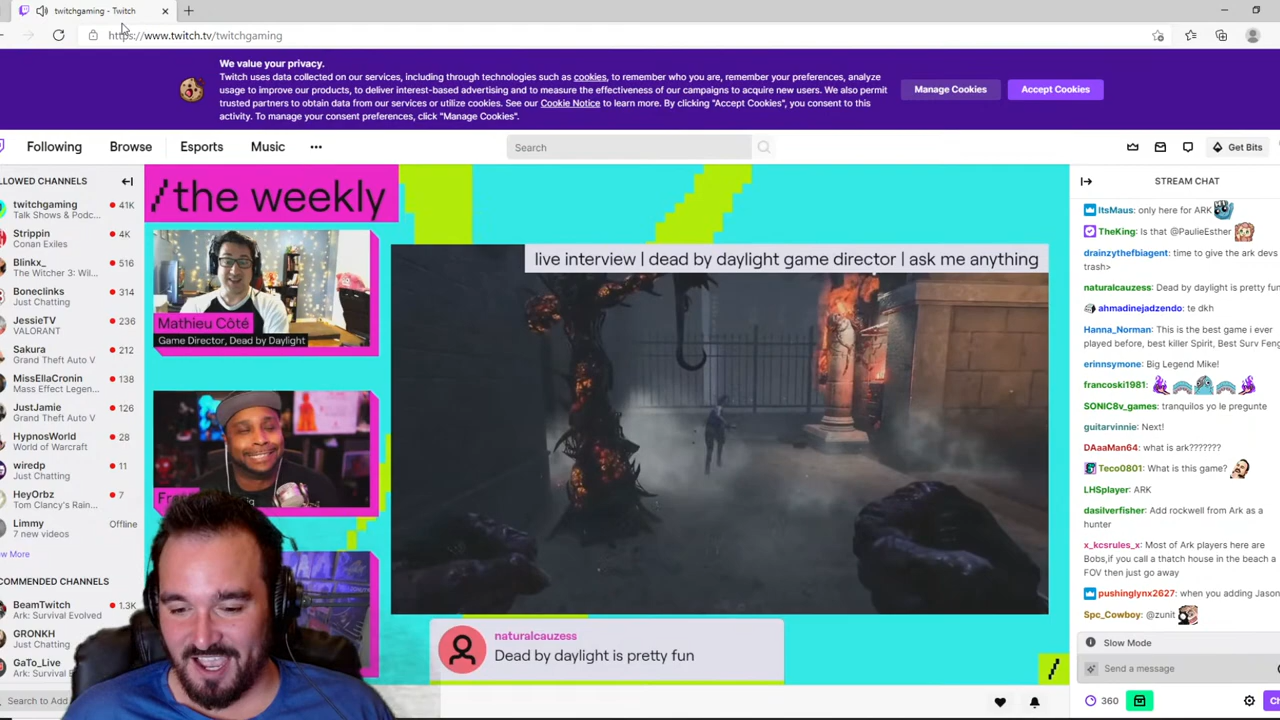 twitchgaming - Twitch
https://www.twitch.tv/twitchgaming
We value your privacy.
Twitch uses data collected on our services, including through technologies such as cookies, to remember who you are, remember your preferences, analyze
usage to improve our products, to deliver interest-based advertising and to measure the effectiveness of our campaigns to acquire new users. We also permit
trusted partners to obtain data from our services or utilize cookies. See our Cookie Notice to learn more. By clicking "Accept Cookies", you consent to this
activity. To manage your consent preferences, click "Manage Cookies".
Manage Cookies
Accept Cookies
Following
Browse
Esports
Music
Search
Get Bits
LLOWED CHANNELS
twitchgaming
Talk Shows & Podc...
41K
Strippin
Conan Exiles
4K
Blinkx_
The Witcher 3: Wil...
516
Boneclinks
Just Chatting
314
JessieTV
VALORANT
236
Sakura
Grand Theft Auto V
212
MissEllaCronin
Mass Effect Legen...
138
JustJamie
Grand Theft Auto V
126
HypnosWorld
World of Warcraft
28
wiredp
Just Chatting
11
HeyOrbz
Tom Clancy's Rain...
7
Limmy
7 new videos
Offline
ow More
COMMENDED CHANNELS
BeamTwitch
Ark: Survival Evolved
1.3K
GRONKH
Just Chatting
GaTo_Live
Ark: Survival Evol
Search to Add
/the weekly
Mathieu Côté
Game Director, Dead by Daylight
live interview | dead by daylight game director | ask me anything
naturalcauzess
Dead by daylight is pretty fun
STREAM CHAT
ItsMaus: only here for ARK
TheKing: Is that @PaulieEsther
drainzythefbiagent: time to give the ark devs
trash>
naturalcauzess: Dead by daylight is pretty fun
ahmadinejadzendo: te dkh
Hanna_Norman: This is the best game i ever
played before, best killer Spirit, Best Surv Feng
erinnsymone: Big Legend Mike!
francoski1981:
SONIC8v_games: tranquilos yo le pregunte
guitarvinnie: Next!
DAaaMan64: what is ark???????
Teco0801: What is this game?
LHSplayer: ARK
dasilverfisher: Add rockwell from Ark as a
hunter
x_kcsrules_x: Most of Ark players here are
Bobs,if you call a thatch house in the beach a
FOV then just go away
pushinglynx2627: when you adding Jason
Spc_Cowboy: @zunit
Slow Mode
Send a message
360
Ch